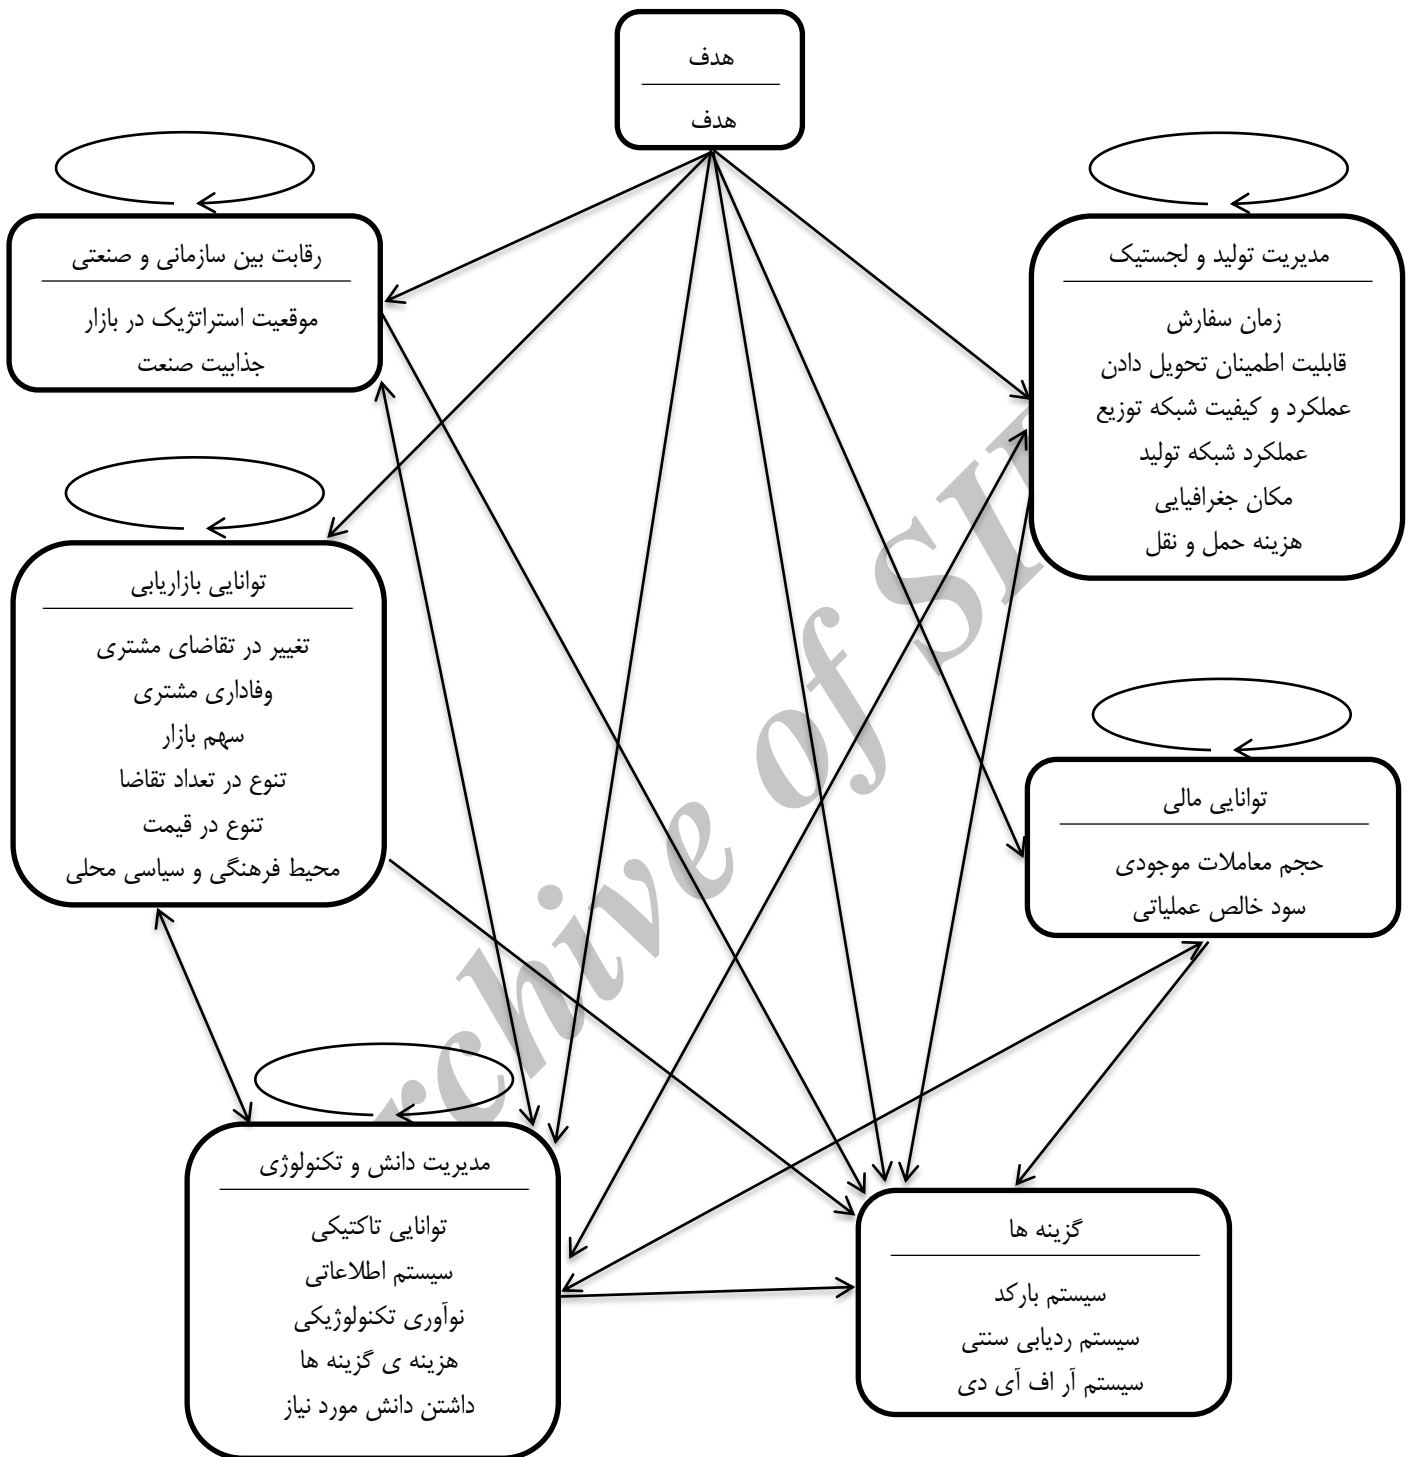 هدف
هدف
مدیریت تولید و لجستیک
زمان سفارش
قابلیت اطمینان تحویل دادن
عملکرد و کیفیت شبکه توزیع
عملکرد شبکه تولید
مکان جغرافیایی
هزینه حمل و نقل
رقابت بین سازمانی و صنعتی
موقعیت استراتژیک در بازار
جذابیت صنعت
توانایی بازاریابی
تغییر در تقاضای مشتری
وفاداری مشتری
سهم بازار
تنوع در تعداد تقاضا
تنوع در قیمت
محیط فرهنگی و سیاسی محلی
توانایی مالی
حجم معاملات موجودی
سود خالص عملیاتی
مدیریت دانش و تکنولوژی
توانایی تاکتیکی
سیستم اطلاعاتی
نوآوری تکنولوژیکی
هزینه ی گزینه ها
داشتن دانش مورد نیاز
گزینه ها
سیستم بارکد
سیستم ردیابی سنتی
سیستم آر اف آی دی
rchive of SI